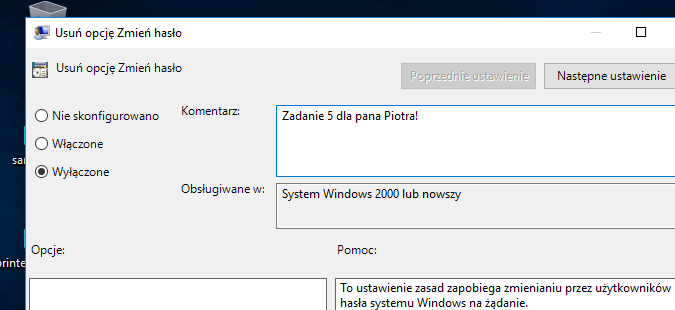 Usuń opcję Zmień hasło
Usuń opcję Zmień hasło
Poprzednie ustawienie
Następne ustawienie
Nie skonfigurowano
Komentarz:
Zadanie 5 dla pana Piotra!
Włączone
Wyłączone
Obsługiwane w:
System Windows 2000 lub nowszy
Opcje:
Pomoc:
To ustawienie zasad zapobiega zmienianiu przez użytkowników
hasła systemu Windows na żądanie.